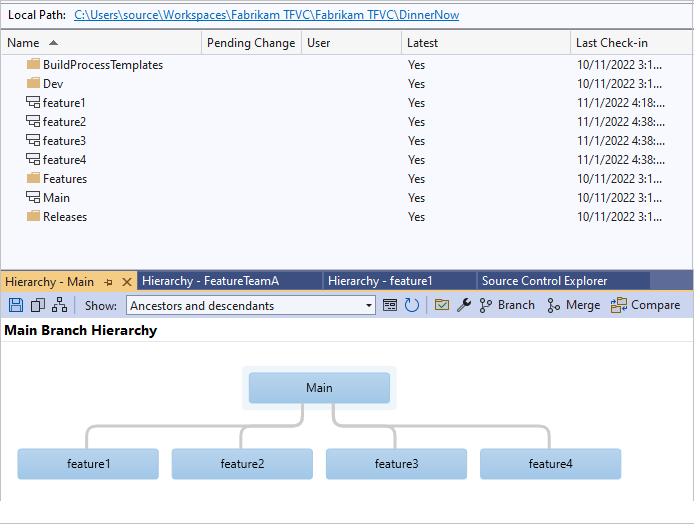 Local Path: C:\Users\source\Workspaces\Fabrikam TFVC\Fabrikam TFVC\DinnerNow
Name Pending Change User Latest Last Check-in
BuildProcessTemplates Yes 10/11/2022 3:1...
Dev Yes 10/11/2022 3:1...
feature1 Yes 11/1/2022 4:18:...
feature2 Yes 11/1/2022 4:38:...
feature3 Yes 11/1/2022 4:38:...
feature4 Yes 11/1/2022 4:38:...
Features Yes 10/11/2022 3:1...
Main Yes 10/11/2022 3:1...
Releases Yes 10/11/2022 3:1...
Hierarchy - Main Hierarchy - FeatureTeamA Hierarchy - feature1 Source Control Explorer
Show: Ancestors and descendants Branch Merge Compare
Main Branch Hierarchy
Main
feature1 feature2 feature3 feature4